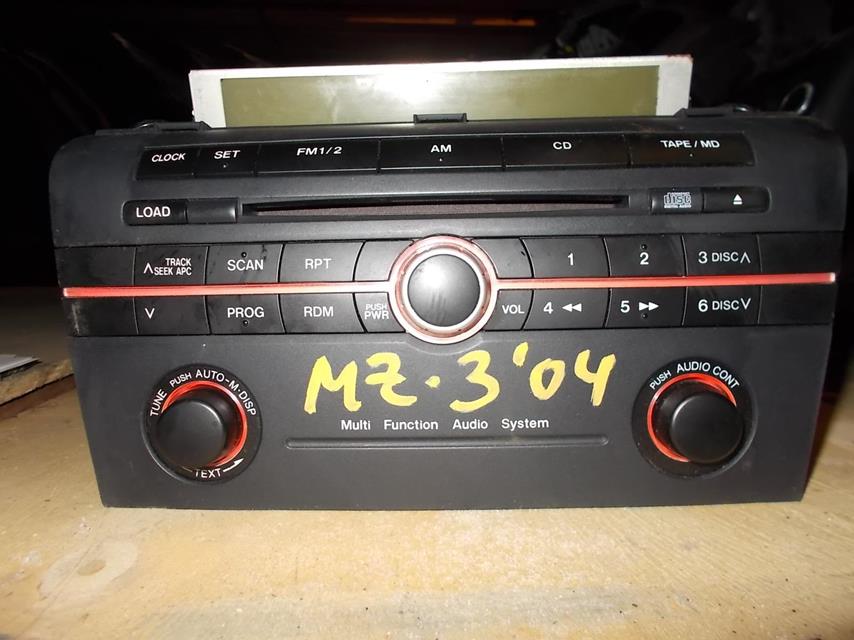 CLOCK SET FM1/2 AM CD TAPE / MD
LOAD DISC
∧ TRACK SEEK APC SCAN RPT 1 2 3 DISC ∧
∨ PROG RDM PUSH PWR VOL 4 ◀◀ 5 ▶▶ 6 DISC ∨
MZ·3'04
TUNE PUSH AUTO-M·DISP TEXT
PUSH AUDIO CONT
Multi Function Audio System